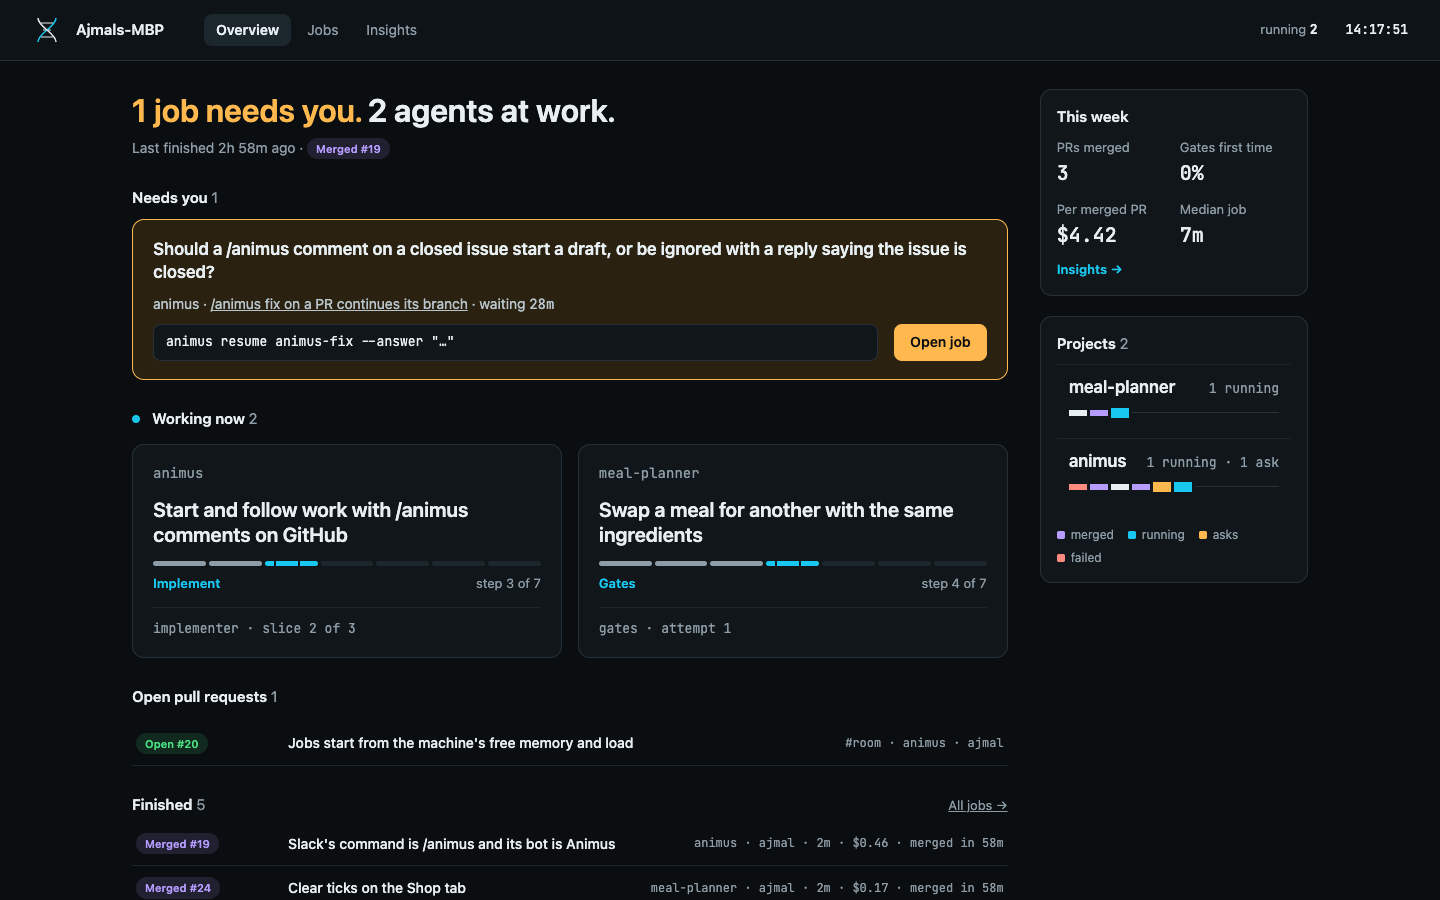 Ajmals-MBP
Overview
Jobs
Insights
running 2
14:17:51
1 job needs you. 2 agents at work.
Last finished 2h 58m ago · Merged #19
Needs you 1
Should a /animus comment on a closed issue start a draft, or be ignored with a reply saying the issue is
closed?
animus · /animus fix on a PR continues its branch · waiting 28m
animus resume animus-fix --answer "…"
Open job
Working now 2
animus
Start and follow work with /animus
comments on GitHub
Implement
step 3 of 7
implementer · slice 2 of 3
meal-planner
Swap a meal for another with the same
ingredients
Gates
step 4 of 7
gates · attempt 1
Open pull requests 1
Open #20
Jobs start from the machine's free memory and load
#room · animus · ajmal
Finished 5
All jobs →
Merged #19
Slack's command is /animus and its bot is Animus
animus · ajmal · 2m · $0.46 · merged in 58m
Merged #24
Clear ticks on the Shop tab
meal-planner · ajmal · 2m · $0.17 · merged in 58m
This week
PRs merged
3
Gates first time
0%
Per merged PR
$4.42
Median job
7m
Insights →
Projects 2
meal-planner
1 running
animus
1 running · 1 ask
merged
running
asks
failed